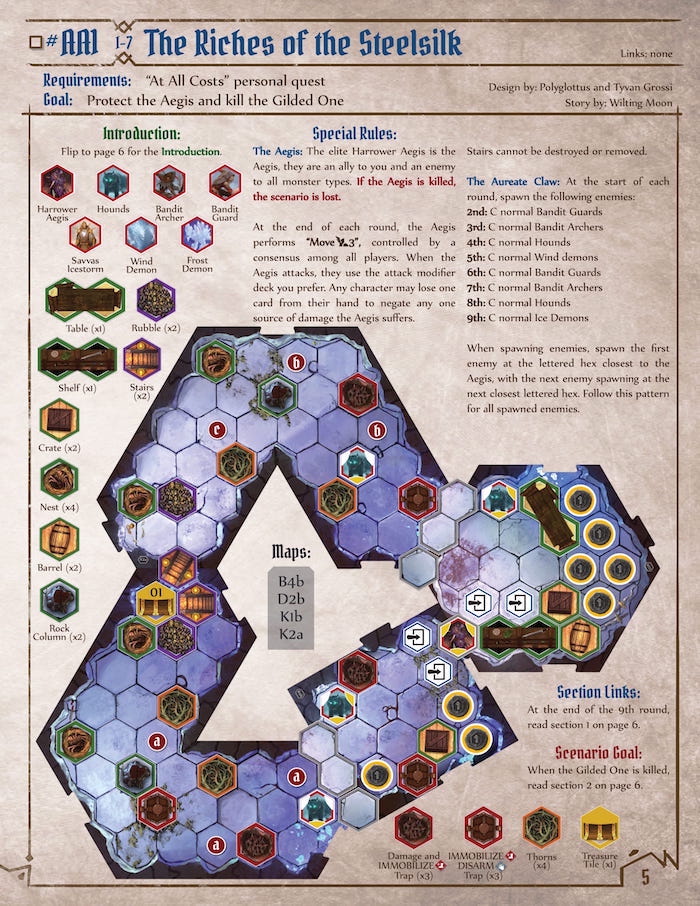 #AA1 1-7 The Riches of the Steelsilk
Links: none
Requirements: “At All Costs” personal quest
Goal: Protect the Aegis and kill the Gilded One
Design by: Polyglottus and Tyvan Grossi
Story by: Wilting Moon
Introduction:
Flip to page 6 for the Introduction.
Harrower
Aegis
Hounds
Bandit
Archer
Bandit
Guard
Savvas
Icestorm
Wind
Demon
Frost
Demon
Table (x1)
Rubble (x2)
Shelf (x1)
Stairs
(x2)
Crate (x2)
Nest (x4)
Barrel (x2)
Rock
Column (x2)
Special Rules:
The Aegis: The elite Harrower Aegis is the
Aegis, they are an ally to you and an enemy
to all monster types. If the Aegis is killed,
the scenario is lost.
At the end of each round, the Aegis
performs “Move 3”, controlled by a
consensus among all players. When the
Aegis attacks, they use the attack modifier
deck you prefer. Any character may lose one
card from their hand to negate any one
source of damage the Aegis suffers.
Stairs cannot be destroyed or removed.
The Aureate Claw: At the start of each
round, spawn the following enemies:
2nd: C normal Bandit Guards
3rd: C normal Bandit Archers
4th: C normal Hounds
5th: C normal Wind demons
6th: C normal Bandit Guards
7th: C normal Bandit Archers
8th: C normal Hounds
9th: C normal Ice Demons
When spawning enemies, spawn the first
enemy at the lettered hex closest to the
Aegis, with the next enemy spawning at the
next closest lettered hex. Follow this pattern
for all spawned enemies.
b
c
b
01
a
a
a
Maps:
B4b
D2b
K1b
K2a
1
1
1
1
1
1
1
1
1
Section Links:
At the end of the 9th round,
read section 1 on page 6.
Scenario Goal:
When the Gilded One is killed,
read section 2 on page 6.
Damage and
IMMOBILIZE
Trap (x3)
IMMOBILIZE
DISARM
Trap (x3)
Thorns
(x4)
Treasure
Tile (x1)
5